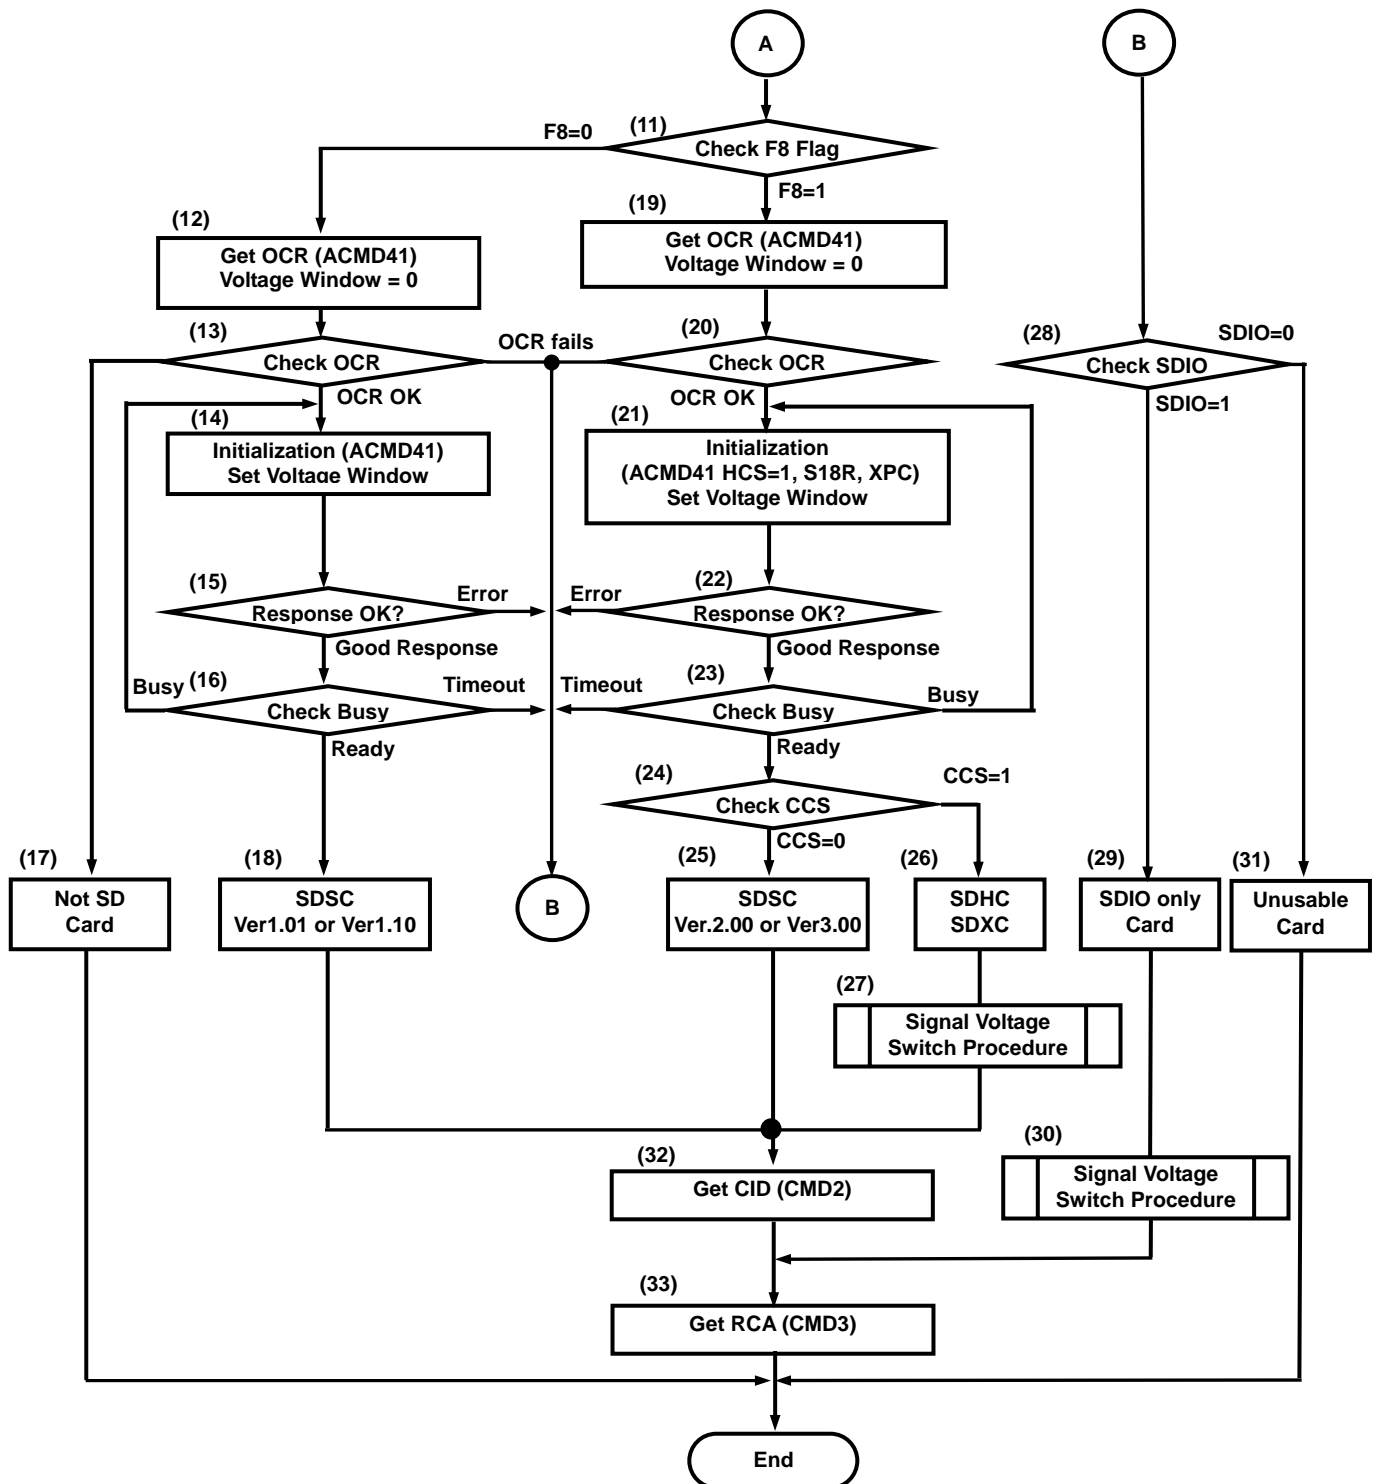 A
B
F8=0
(11)
Check F8 Flag
F8=1
(12)
(19)
Get OCR (ACMD41)
Voltage Window = 0
Get OCR (ACMD41)
Voltage Window = 0
(13)
OCR fails
(20)
(28)
SDIO=0
Check OCR
Check OCR
Check SDIO
OCR OK
OCR OK
SDIO=1
(14)
(21)
Initialization (ACMD41)
Set Voltage Window
Initialization
(ACMD41 HCS=1, S18R, XPC)
Set Voltage Window
(15)
Error
Error
(22)
Response OK?
Response OK?
Good Response
Good Response
Busy
(16)
Timeout
Timeout
(23)
Busy
Check Busy
Check Busy
Ready
Ready
(24)
CCS=1
Check CCS
CCS=0
(17)
(18)
(25)
(26)
(29)
(31)
Not SD
Card
SDSC
Ver1.01 or Ver1.10
B
SDSC
Ver.2.00 or Ver3.00
SDHC
SDXC
SDIO only
Card
Unusable
Card
(27)
Signal Voltage
Switch Procedure
(30)
Signal Voltage
Switch Procedure
(32)
Get CID (CMD2)
(33)
Get RCA (CMD3)
End